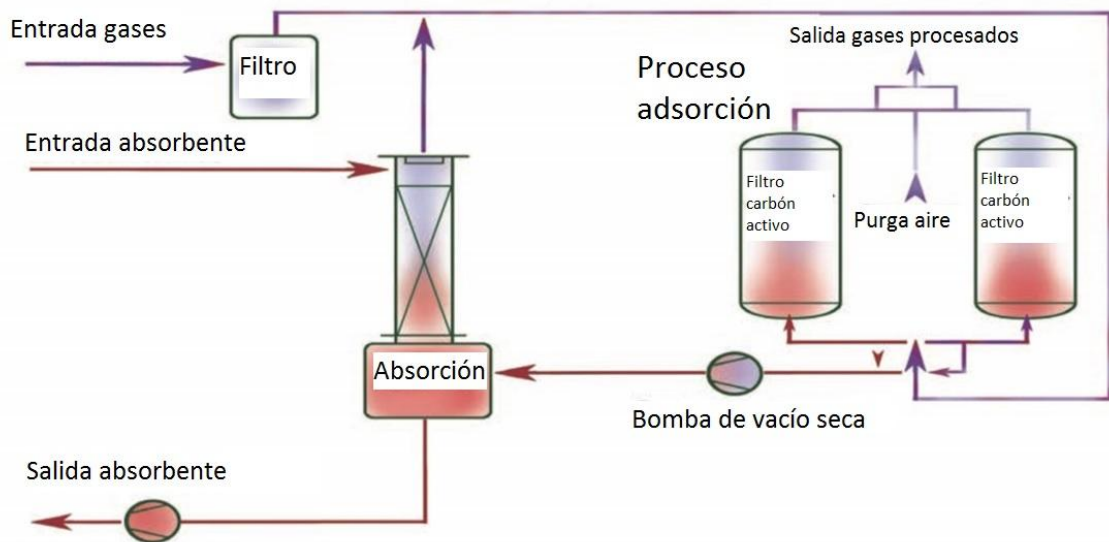 Entrada gases
Filtro
Salida gases procesados
Proceso
adsorción
Entrada absorbente
Filtro
carbón
activo
Filtro
carbón
activo
Purga aire
Absorción
Bomba de vacío seca
Salida absorbente